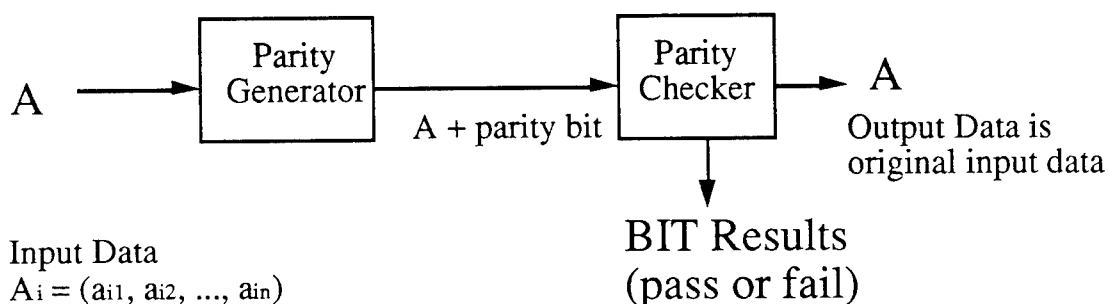 Parity
Generator
Parity
Checker
A
A
A + parity bit
Output Data is
original input data
BIT Results
(pass or fail)
Input Data
Ai = (ai1, ai2, ..., ain)